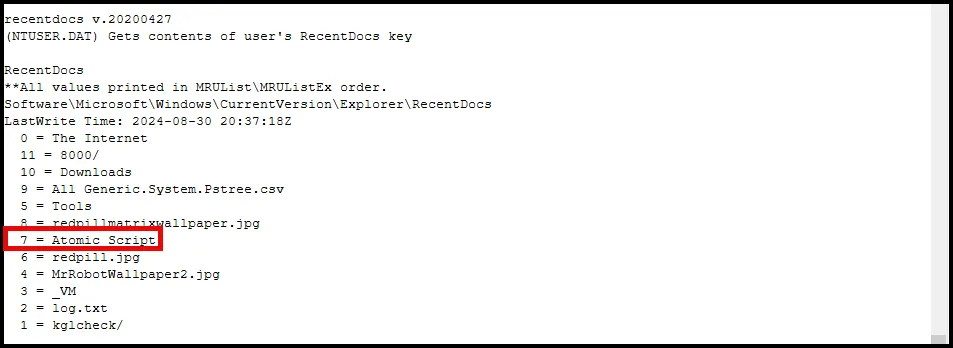 recentdocs v.20200427
(NTUSER.DAT) Gets contents of user's RecentDocs key
RecentDocs
**All values printed in MRUList\MRUListEx order.
Software\Microsoft\Windows\CurrentVersion\Explorer\RecentDocs
LastWrite Time: 2024-08-30 20:37:18Z
0 = The Internet
11 = 8000/
10 = Downloads
9 = All Generic.System.Pstree.csv
5 = Tools
8 = redpillmatrixwallpaper.jpg
7 = Atomic Script
6 = redpill.jpg
4 = MrRobotWallpaper2.jpg
3 = _VM
2 = log.txt
1 = kglcheck/